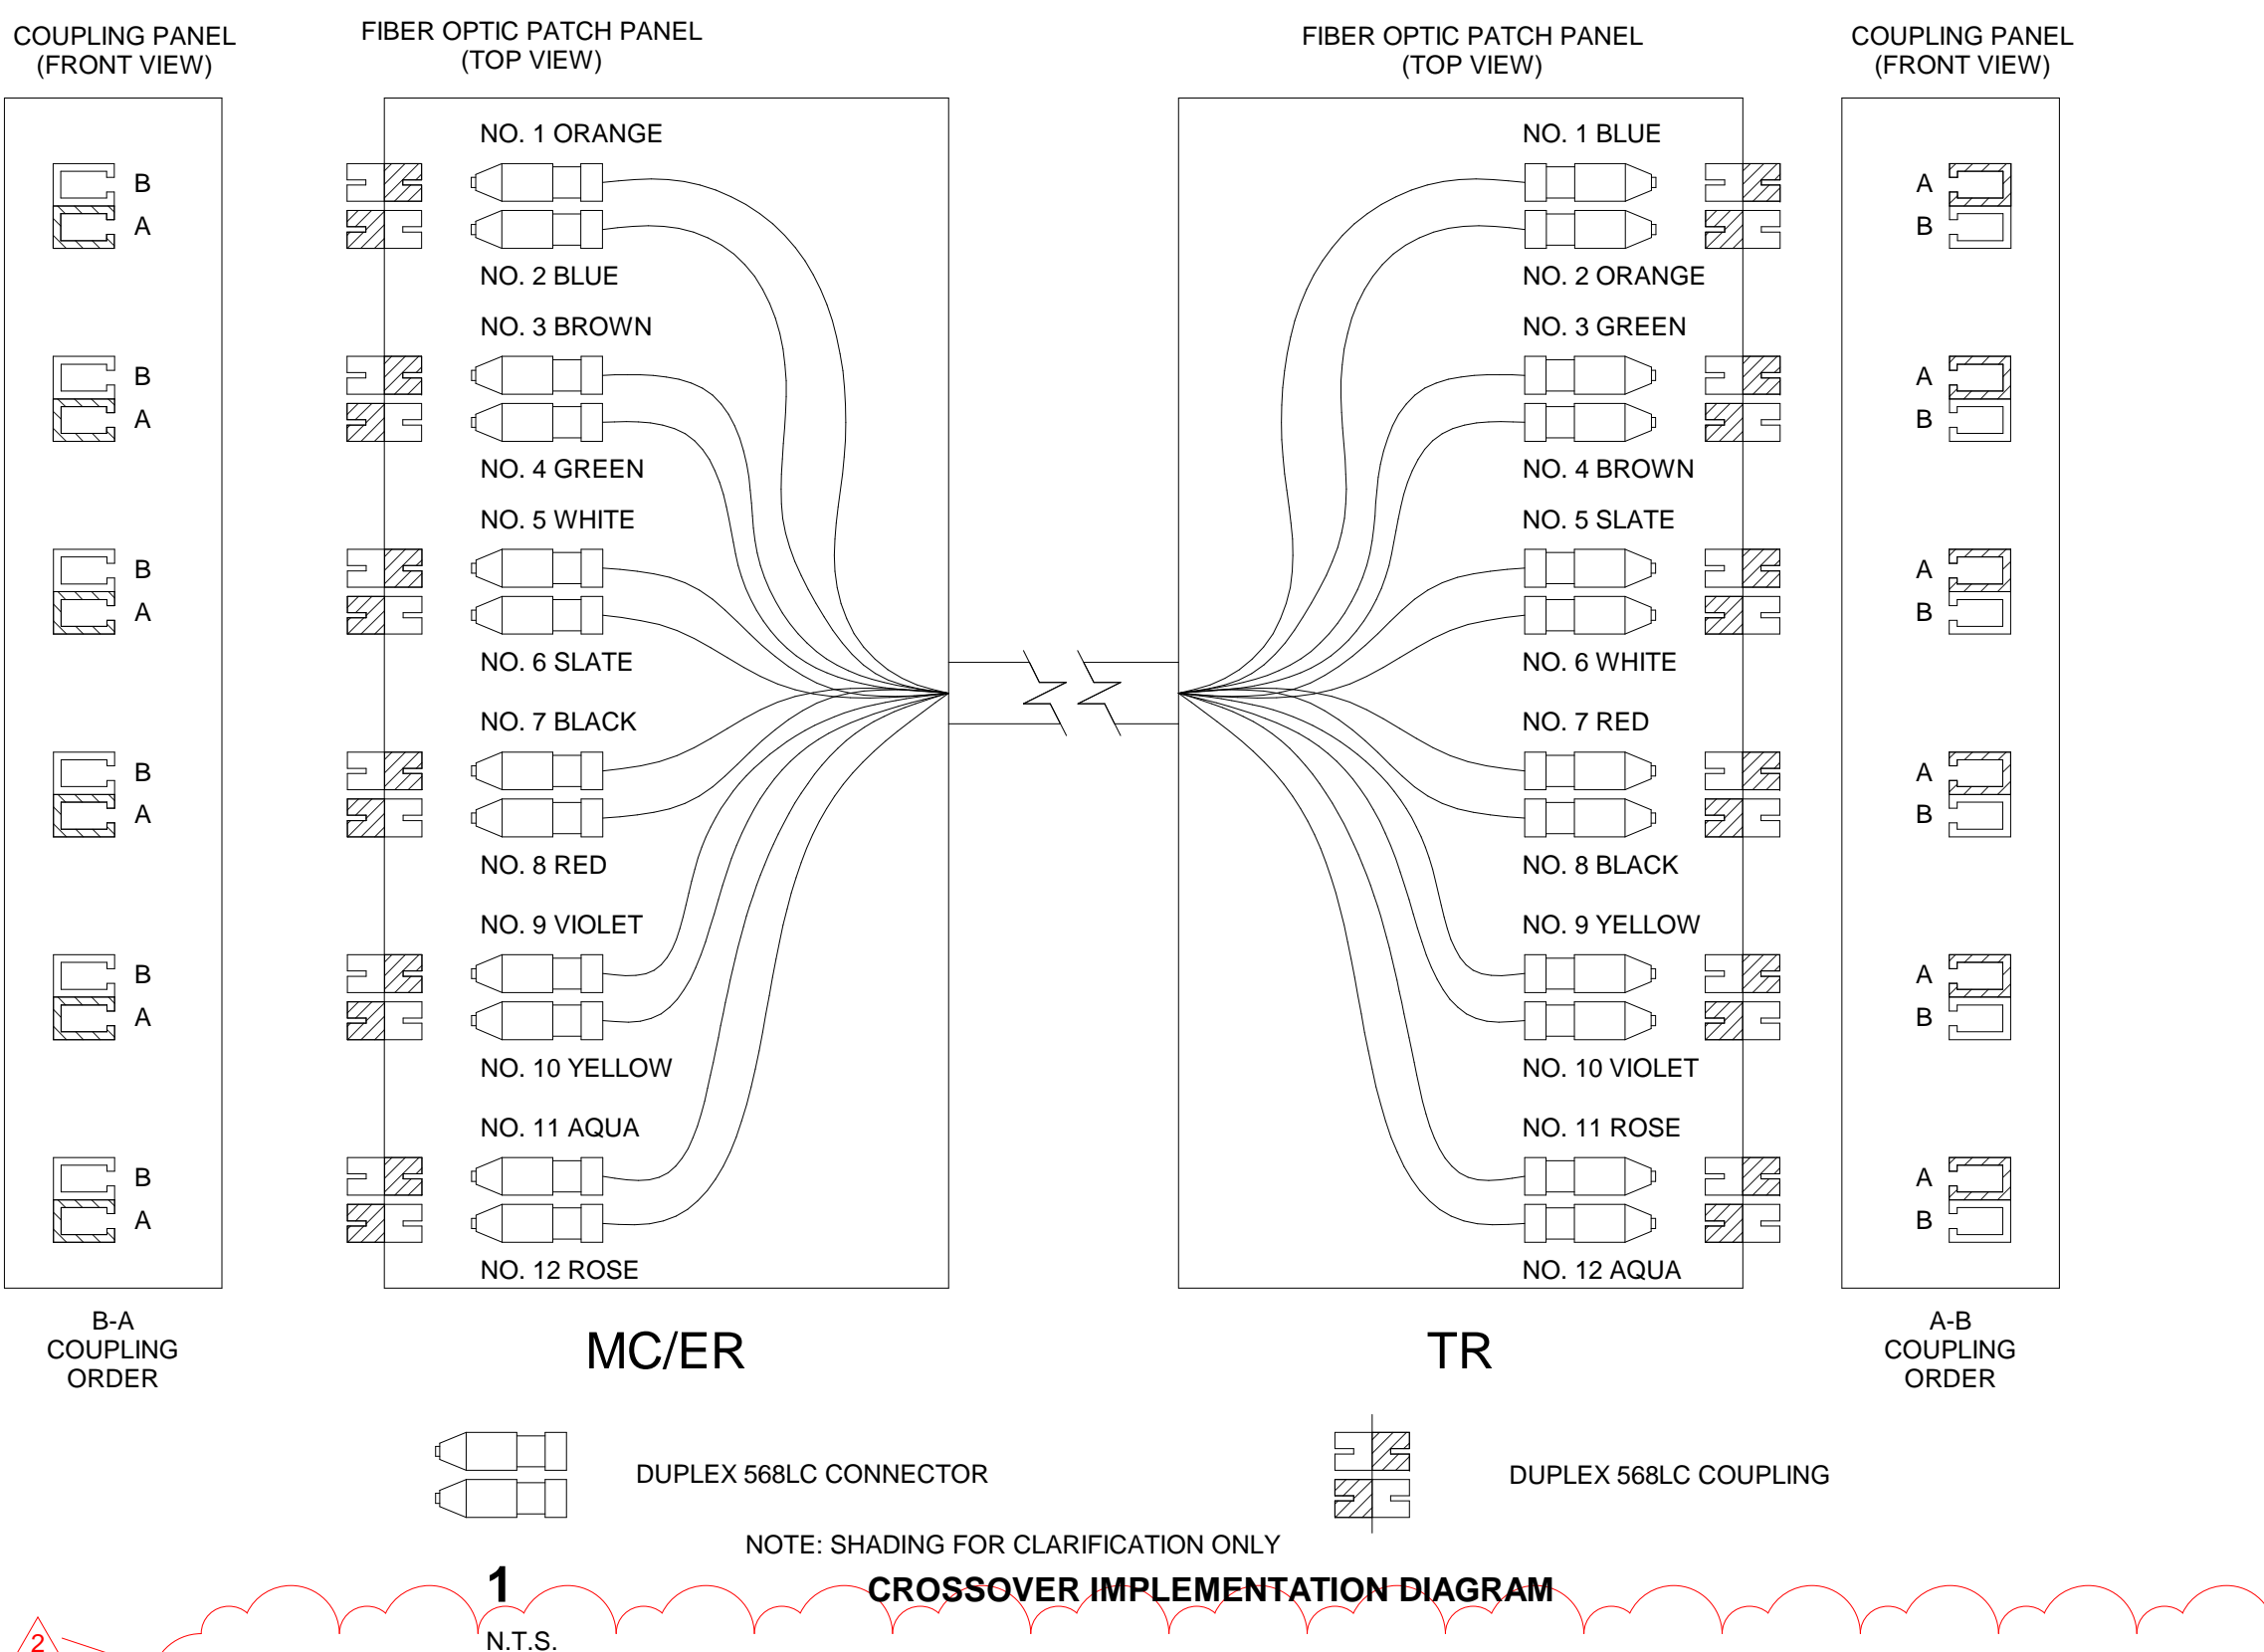 COUPLING PANEL
(FRONT VIEW)
FIBER OPTIC PATCH PANEL
(TOP VIEW)
FIBER OPTIC PATCH PANEL
(TOP VIEW)
COUPLING PANEL
(FRONT VIEW)
B
A
B
A
B
A
B
A
B
A
B
A
NO. 1 ORANGE
NO. 2 BLUE
NO. 3 BROWN
NO. 4 GREEN
NO. 5 WHITE
NO. 6 SLATE
NO. 7 BLACK
NO. 8 RED
NO. 9 VIOLET
NO. 10 YELLOW
NO. 11 AQUA
NO. 12 ROSE
NO. 1 BLUE
NO. 2 ORANGE
NO. 3 GREEN
NO. 4 BROWN
NO. 5 SLATE
NO. 6 WHITE
NO. 7 RED
NO. 8 BLACK
NO. 9 YELLOW
NO. 10 VIOLET
NO. 11 ROSE
NO. 12 AQUA
A
B
A
B
A
B
A
B
A
B
A
B
B-A
COUPLING
ORDER
MC/ER
TR
A-B
COUPLING
ORDER
DUPLEX 568LC CONNECTOR
DUPLEX 568LC COUPLING
NOTE: SHADING FOR CLARIFICATION ONLY
1
CROSSOVER IMPLEMENTATION DIAGRAM
N.T.S.
2